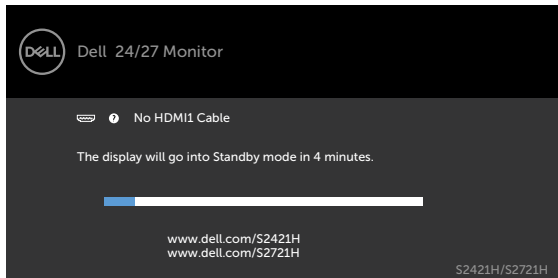 DELL
Dell 24/27 Monitor
? No HDMI1 Cable
The display will go into Standby mode in 4 minutes.
www.dell.com/S2421H
www.dell.com/S2721H
S2421H/S2721H